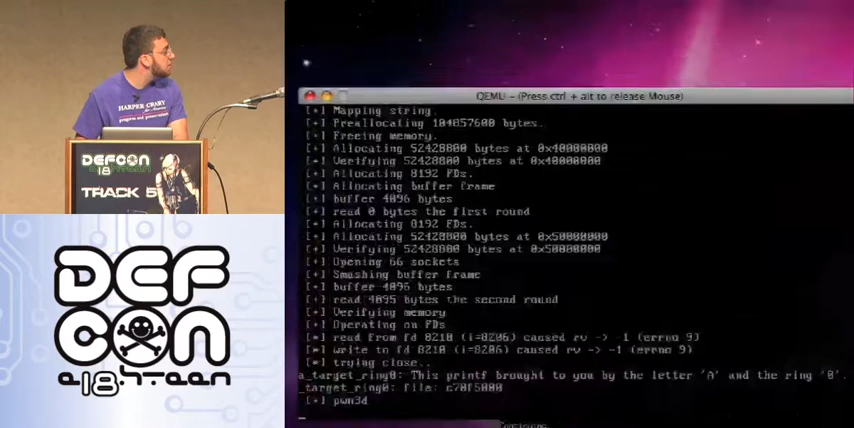 HARPER CRARY
DEFCON
18
TRACK 5
DEF
CON
e18hteen
QEMU - (Press ctrl + alt to release Mouse)
[+] Mapping string.
[+] Preallocating 104857600 bytes.
[+] Freeing memory.
[+] Allocating 52428800 bytes at 0x40000000
[+] Verifying 52428800 bytes at 0x40000000
[+] Allocating 8192 FDs.
[+] Allocating buffer frame
[+] buffer 4096 bytes
[+] read 0 bytes the first round
[+] Allocating 8192 FDs.
[+] Allocating 52428800 bytes at 0x50000000
[+] Verifying 52428800 bytes at 0x50000000
[+] Opening 66 sockets
[+] Smashing buffer frame
[+] buffer 4096 bytes
[+] read 4095 bytes the second round
[+] Verifying memory
[+] Operating on FDs
[*] read from fd 8210 (i=8206) caused rv -> -1 (errno 9)
[*] write to fd 8210 (i=8206) caused rv -> -1 (errno 9)
[*] trying close..
a_target_ring0: This printf brought to you by the letter 'A' and the ring '0'.
_target_ring0: file: c78f5000
[+] pwn3d